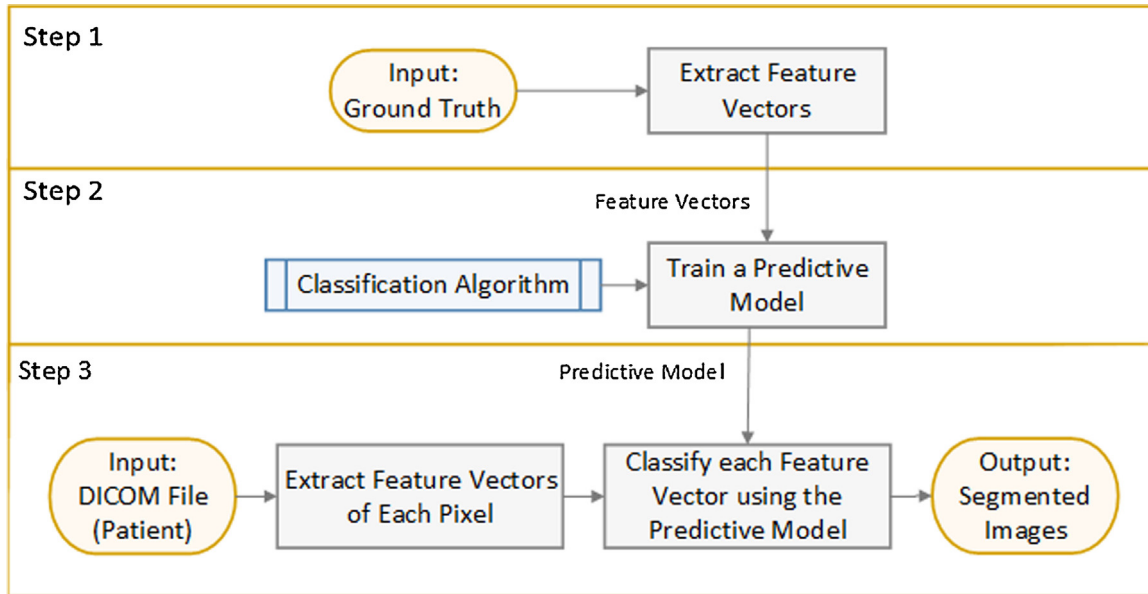 Step 1
Input:
Ground Truth
Extract Feature
Vectors
Step 2
Feature Vectors
Classification Algorithm
Train a Predictive
Model
Step 3
Predictive Model
Input:
DICOM File
(Patient)
Extract Feature Vectors
of Each Pixel
Classify each Feature
Vector using the
Predictive Model
Output:
Segmented
Images